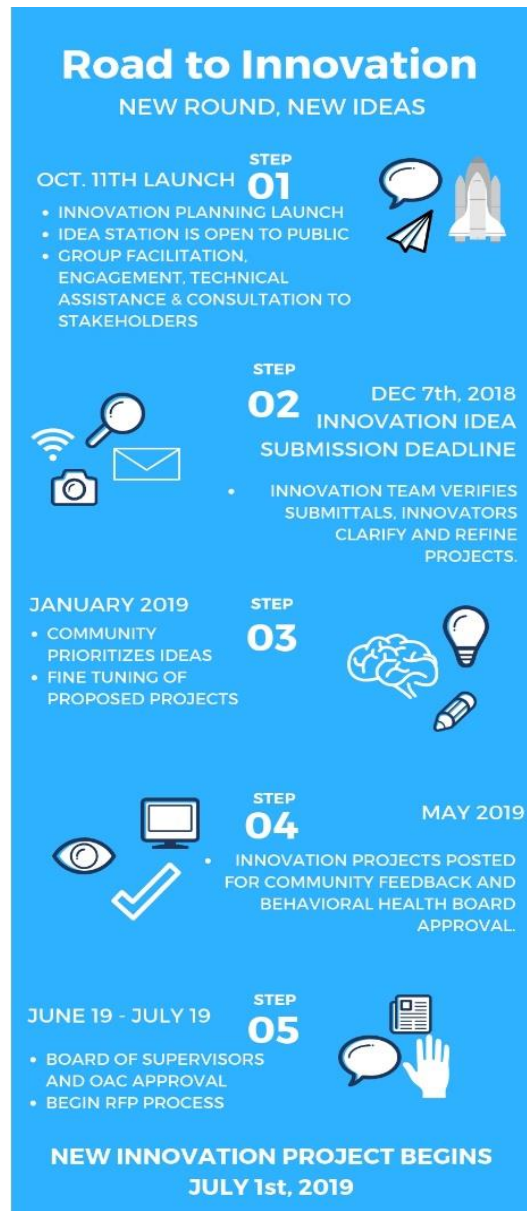 Road to Innovation
NEW ROUND, NEW IDEAS
STEP
01
OCT. 11TH LAUNCH
• INNOVATION PLANNING LAUNCH
• IDEA STATION IS OPEN TO PUBLIC
• GROUP FACILITATION,
ENGAGEMENT, TECHNICAL
ASSISTANCE & CONSULTATION TO
STAKEHOLDERS
STEP
02
DEC 7th, 2018
INNOVATION IDEA
SUBMISSION DEADLINE
• INNOVATION TEAM VERIFIES
SUBMITTALS, INNOVATORS
CLARIFY AND REFINE
PROJECTS.
STEP
03
JANUARY 2019
• COMMUNITY
PRIORITIZES IDEAS
• FINE TUNING OF
PROPOSED PROJECTS
STEP
04
MAY 2019
• INNOVATION PROJECTS POSTED
FOR COMMUNITY FEEDBACK AND
BEHAVIORAL HEALTH BOARD
APPROVAL.
STEP
05
JUNE 19 - JULY 19
• BOARD OF SUPERVISORS
AND OAC APPROVAL
• BEGIN RFP PROCESS
NEW INNOVATION PROJECT BEGINS
JULY 1st, 2019